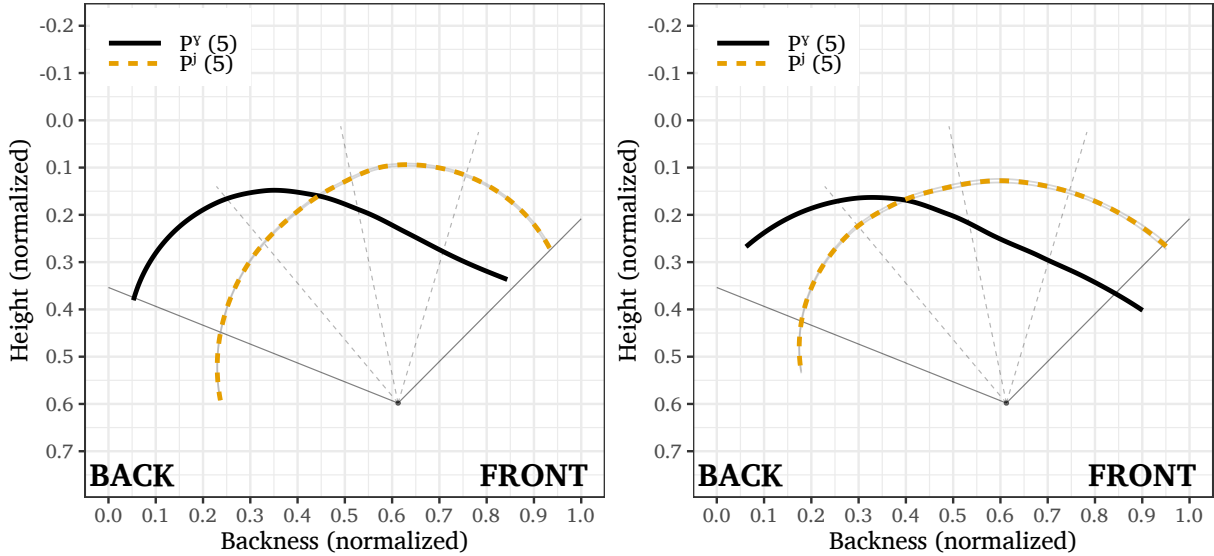 Pˠ (5)
Pʲ (5)
-0.2
-0.1
0.0
0.1
0.2
0.3
0.4
0.5
0.6
0.7
Height (normalized)
BACK FRONT
0.0 0.1 0.2 0.3 0.4 0.5 0.6 0.7 0.8 0.9 1.0
Backness (normalized)
Pˠ (5)
Pʲ (5)
-0.2
-0.1
0.0
0.1
0.2
0.3
0.4
0.5
0.6
0.7
Height (normalized)
BACK FRONT
0.0 0.1 0.2 0.3 0.4 0.5 0.6 0.7 0.8 0.9 1.0
Backness (normalized)